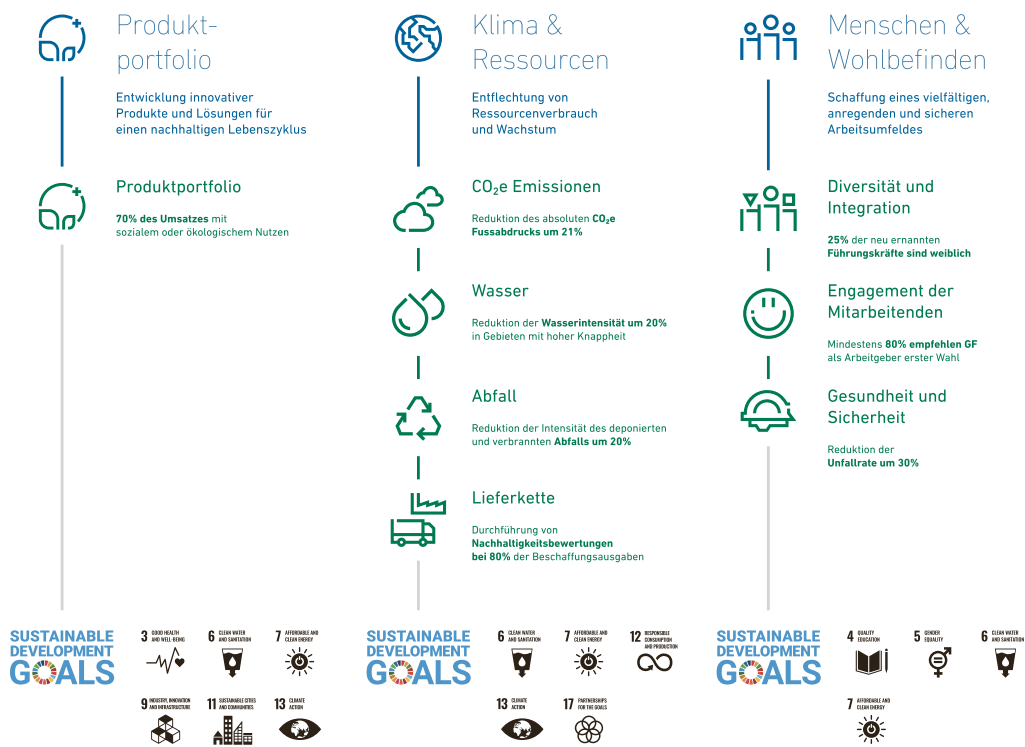 Produkt-
portfolio
Entwicklung innovativer
Produkte und Lösungen für
einen nachhaltigen Lebenszyklus
Produktportfolio
70% des Umsatzes mit
sozialem oder ökologischem Nutzen
Klima &
Ressourcen
Entflechtung von
Ressourcenverbrauch
und Wachstum
CO₂e Emissionen
Reduktion des absoluten CO₂e
Fussabdrucks um 21%
Wasser
Reduktion der Wasserintensität um 20%
in Gebieten mit hoher Knappheit
Abfall
Reduktion der Intensität des deponierten
und verbrannten Abfalls um 20%
Lieferkette
Durchführung von
Nachhaltigkeitsbewertungen
bei 80% der Beschaffungsausgaben
Menschen &
Wohlbefinden
Schaffung eines vielfältigen,
anregenden und sicheren
Arbeitsumfeldes
Diversität und
Integration
25% der neu ernannten
Führungskräfte sind weiblich
Engagement der
Mitarbeitenden
Mindestens 80% empfehlen GF
als Arbeitgeber erster Wahl
Gesundheit und
Sicherheit
Reduktion der
Unfallrate um 30%
SUSTAINABLE
DEVELOPMENT
GOALS
3 GOOD HEALTH
AND WELL-BEING
6 CLEAN WATER
AND SANITATION
7 AFFORDABLE AND
CLEAN ENERGY
9 INDUSTRY, INNOVATION
AND INFRASTRUCTURE
11 SUSTAINABLE CITIES
AND COMMUNITIES
13 CLIMATE
ACTION
SUSTAINABLE
DEVELOPMENT
GOALS
6 CLEAN WATER
AND SANITATION
7 AFFORDABLE AND
CLEAN ENERGY
12 RESPONSIBLE
CONSUMPTION
AND PRODUCTION
13 CLIMATE
ACTION
17 PARTNERSHIPS
FOR THE GOALS
SUSTAINABLE
DEVELOPMENT
GOALS
4 QUALITY
EDUCATION
5 GENDER
EQUALITY
6 CLEAN WATER
AND SANITATION
7 AFFORDABLE AND
CLEAN ENERGY